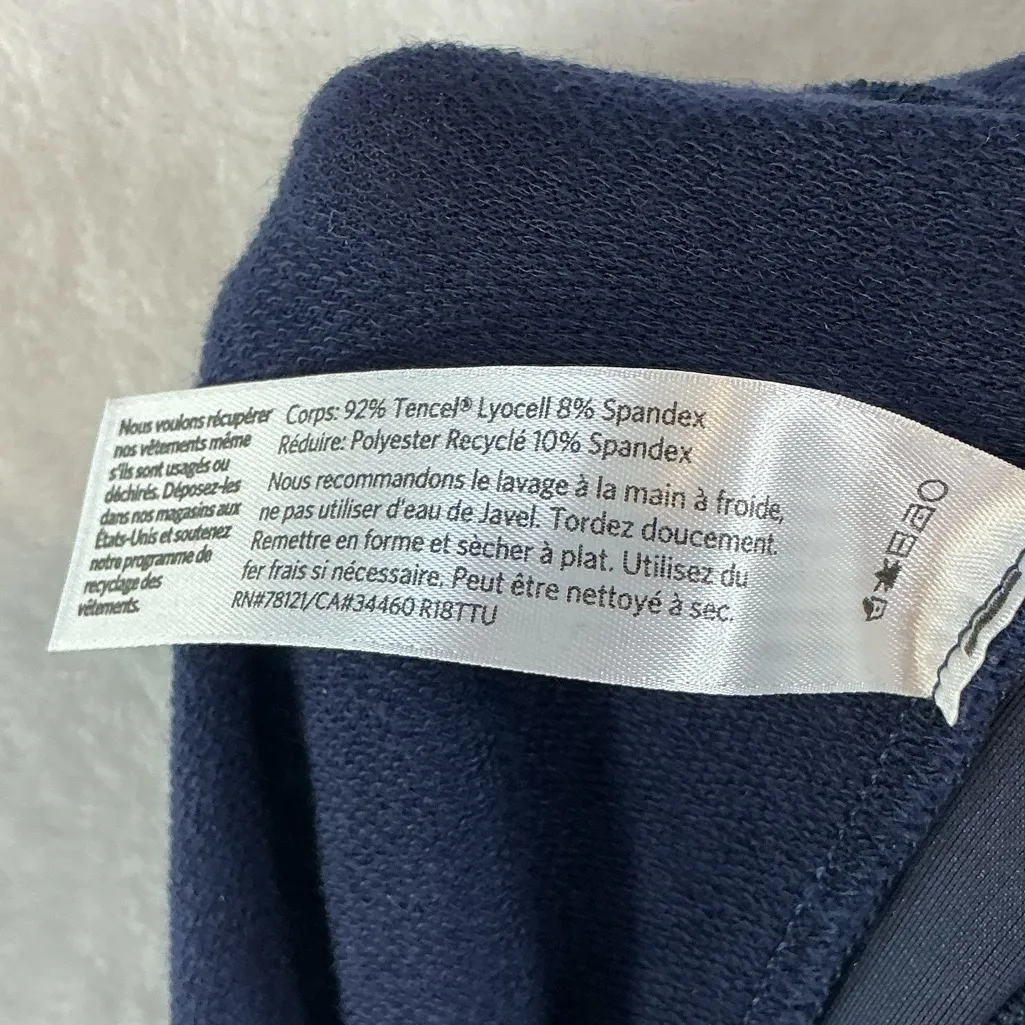 Nous voulons récupérer
nos vêtements même
s'ils sont usagés ou
déchirés. Déposez-les
dans nos magasins aux
États-Unis et soutenez
notre programme de
recyclage des
vêtements.
Corps: 92% Tencel® Lyocell 8% Spandex
Réduire: Polyester Recyclé 10% Spandex
Nous recommandons le lavage à la main à froide,
ne pas utiliser d'eau de Javel. Tordez doucement.
Remettre en forme et sècher à plat. Utilisez du
fer frais si nécessaire. Peut être nettoyé à sec.
RN#78121/CA#34460 R18TTU